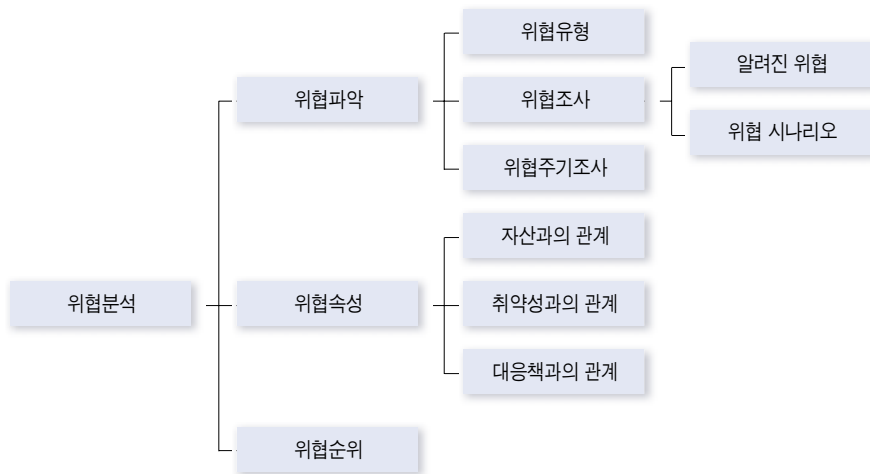 위협분석
위협파악
위협유형
위협조사
알려진 위협
위협 시나리오
위협주기조사
위협속성
자산과의 관계
취약성과의 관계
대응책과의 관계
위협순위